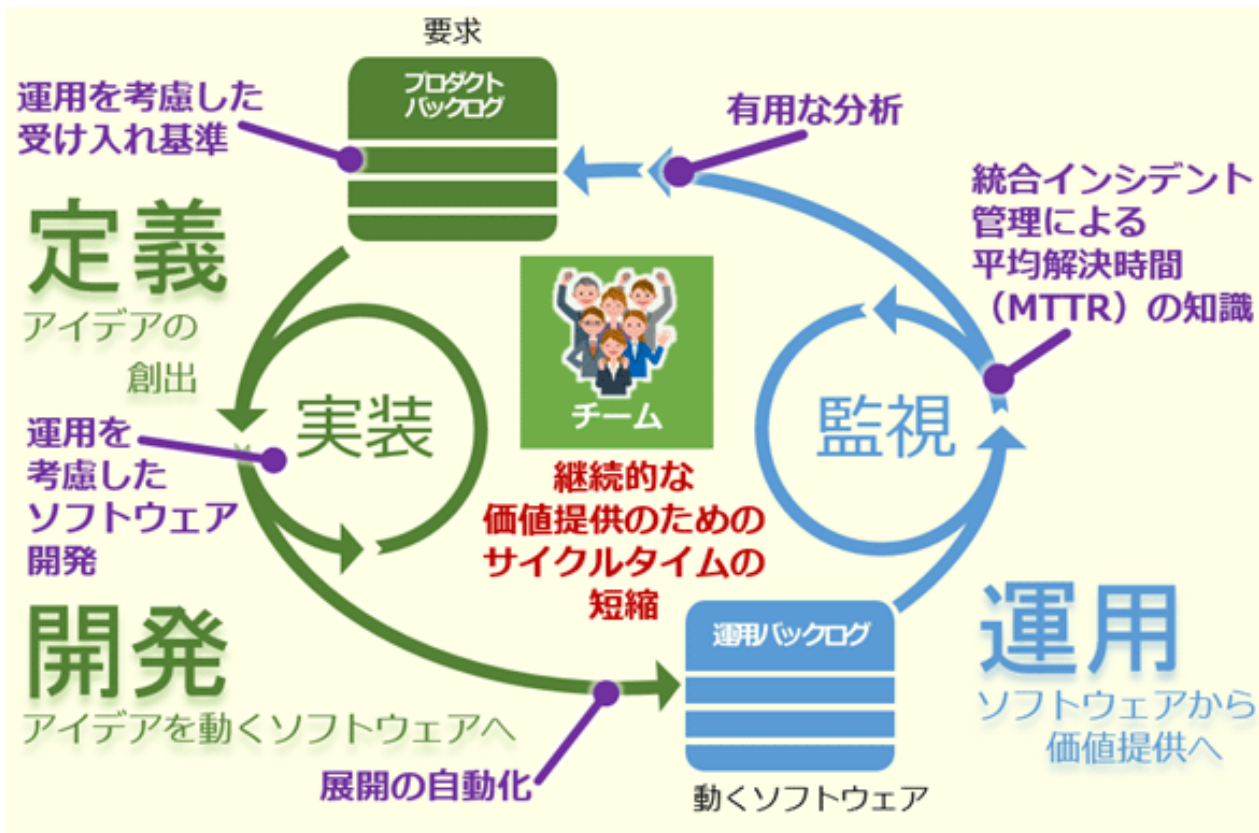 要求
プロダクト
バックログ
運用を考慮した
受け入れ基準
有用な分析
統合インシデント
管理による
平均解決時間
（MTTR）の知識
定義
アイデアの
創出
実装
チーム
監視
運用を
考慮した
ソフトウェア
開発
継続的な
価値提供のための
サイクルタイムの
短縮
開発
アイデアを動くソフトウェアへ
運用バックログ
運用
ソフトウェアから
価値提供へ
展開の自動化
動くソフトウェア